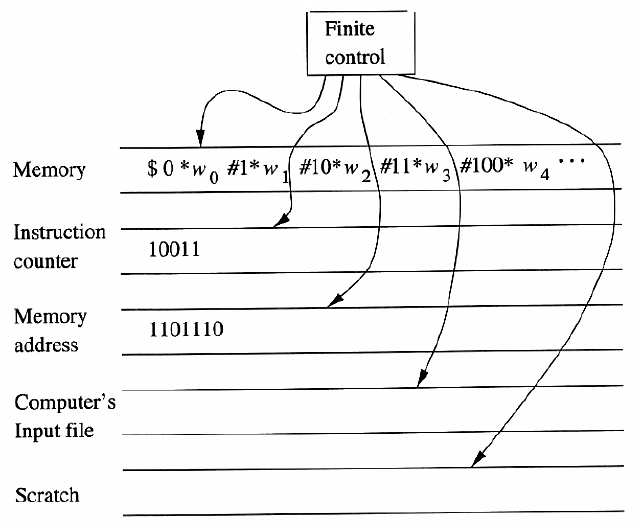 Finite
control
Memory
$ 0 *w0 #1*w1 #10*w2 #11*w3 #100* w4 ···
Instruction
counter
10011
Memory
address
1101110
Computer's
Input file
Scratch